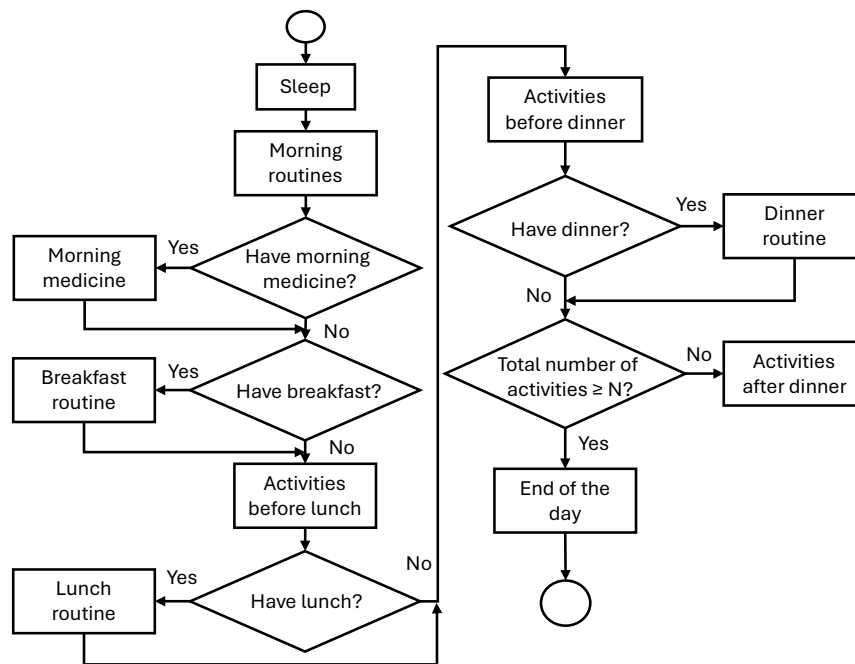 Sleep
Morning
routines
Have morning
medicine?
Yes
Morning
medicine
No
Have breakfast?
Yes
Breakfast
routine
No
Activities
before lunch
Have lunch?
Yes
Lunch
routine
No
Activities
before dinner
Have dinner?
Yes
Dinner
routine
No
Total number of
activities ≥ N?
No
Activities
after dinner
Yes
End of the
day